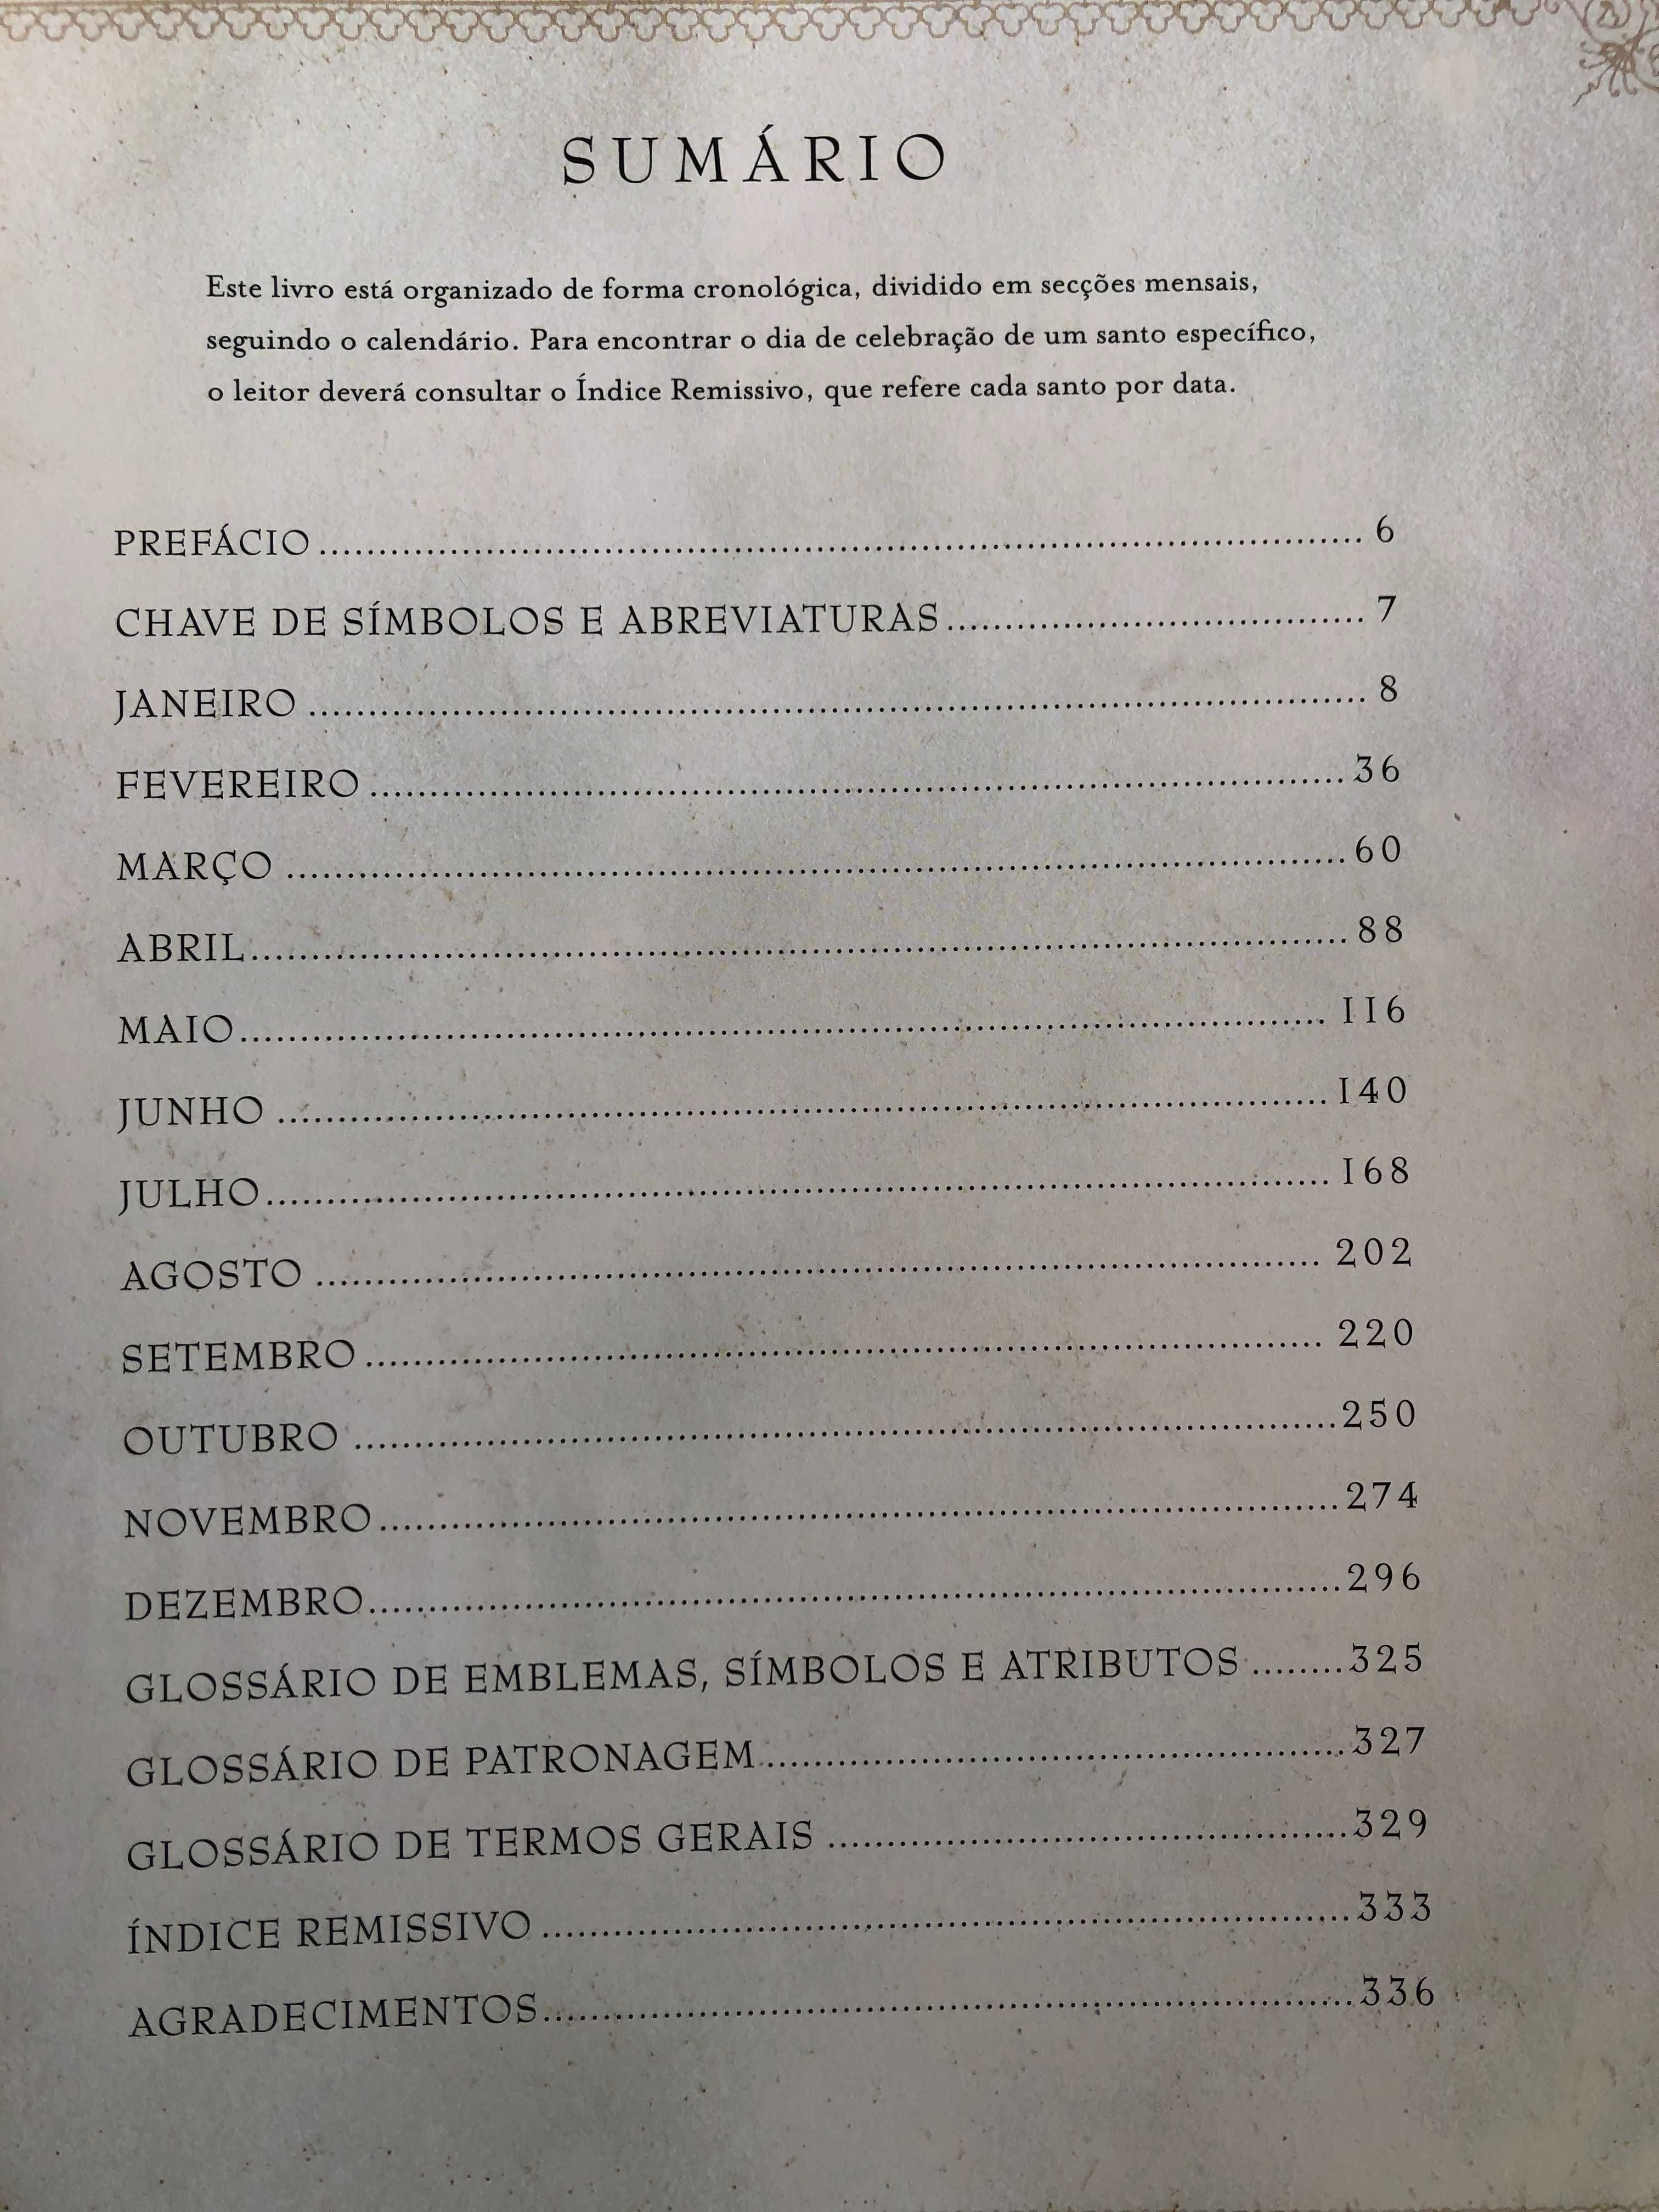 SUMÁRIO
Este livro está organizado de forma cronológica, dividido em secções mensais,
seguindo o calendário. Para encontrar o dia de celebração de um santo específico,
o leitor deverá consultar o Índice Remissivo, que refere cada santo por data.
PREFÁCIO ........ 6
CHAVE DE SÍMBOLOS E ABREVIATURAS ........ 7
JANEIRO ........ 8
FEVEREIRO ........ 36
MARÇO ........ 60
ABRIL ........ 88
MAIO ........ 116
JUNHO ........ 140
JULHO ........ 168
AGOSTO ........ 202
SETEMBRO ........ 220
OUTUBRO ........ 250
NOVEMBRO ........ 274
DEZEMBRO ........ 296
GLOSSÁRIO DE EMBLEMAS, SÍMBOLOS E ATRIBUTOS ........ 325
GLOSSÁRIO DE PATRONAGEM ........ 327
GLOSSÁRIO DE TERMOS GERAIS ........ 329
ÍNDICE REMISSIVO ........ 333
AGRADECIMENTOS ........ 336